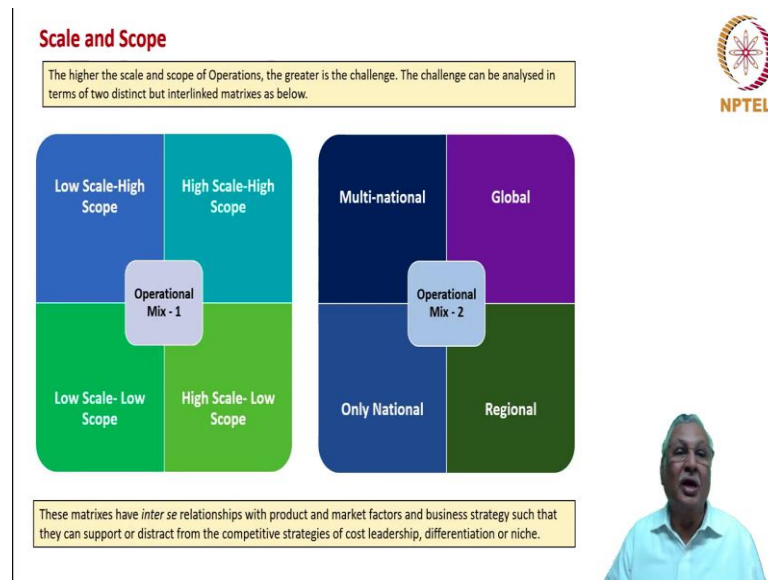 Scale and Scope
The higher the scale and scope of Operations, the greater is the challenge. The challenge can be analysed in
terms of two distinct but interlinked matrixes as below.
NPTEL
Low Scale-High
Scope
High Scale-High
Scope
Operational
Mix - 1
Low Scale- Low
Scope
High Scale- Low
Scope
Multi-national
Global
Operational
Mix - 2
Only National
Regional
These matrixes have inter se relationships with product and market factors and business strategy such that
they can support or distract from the competitive strategies of cost leadership, differentiation or niche.